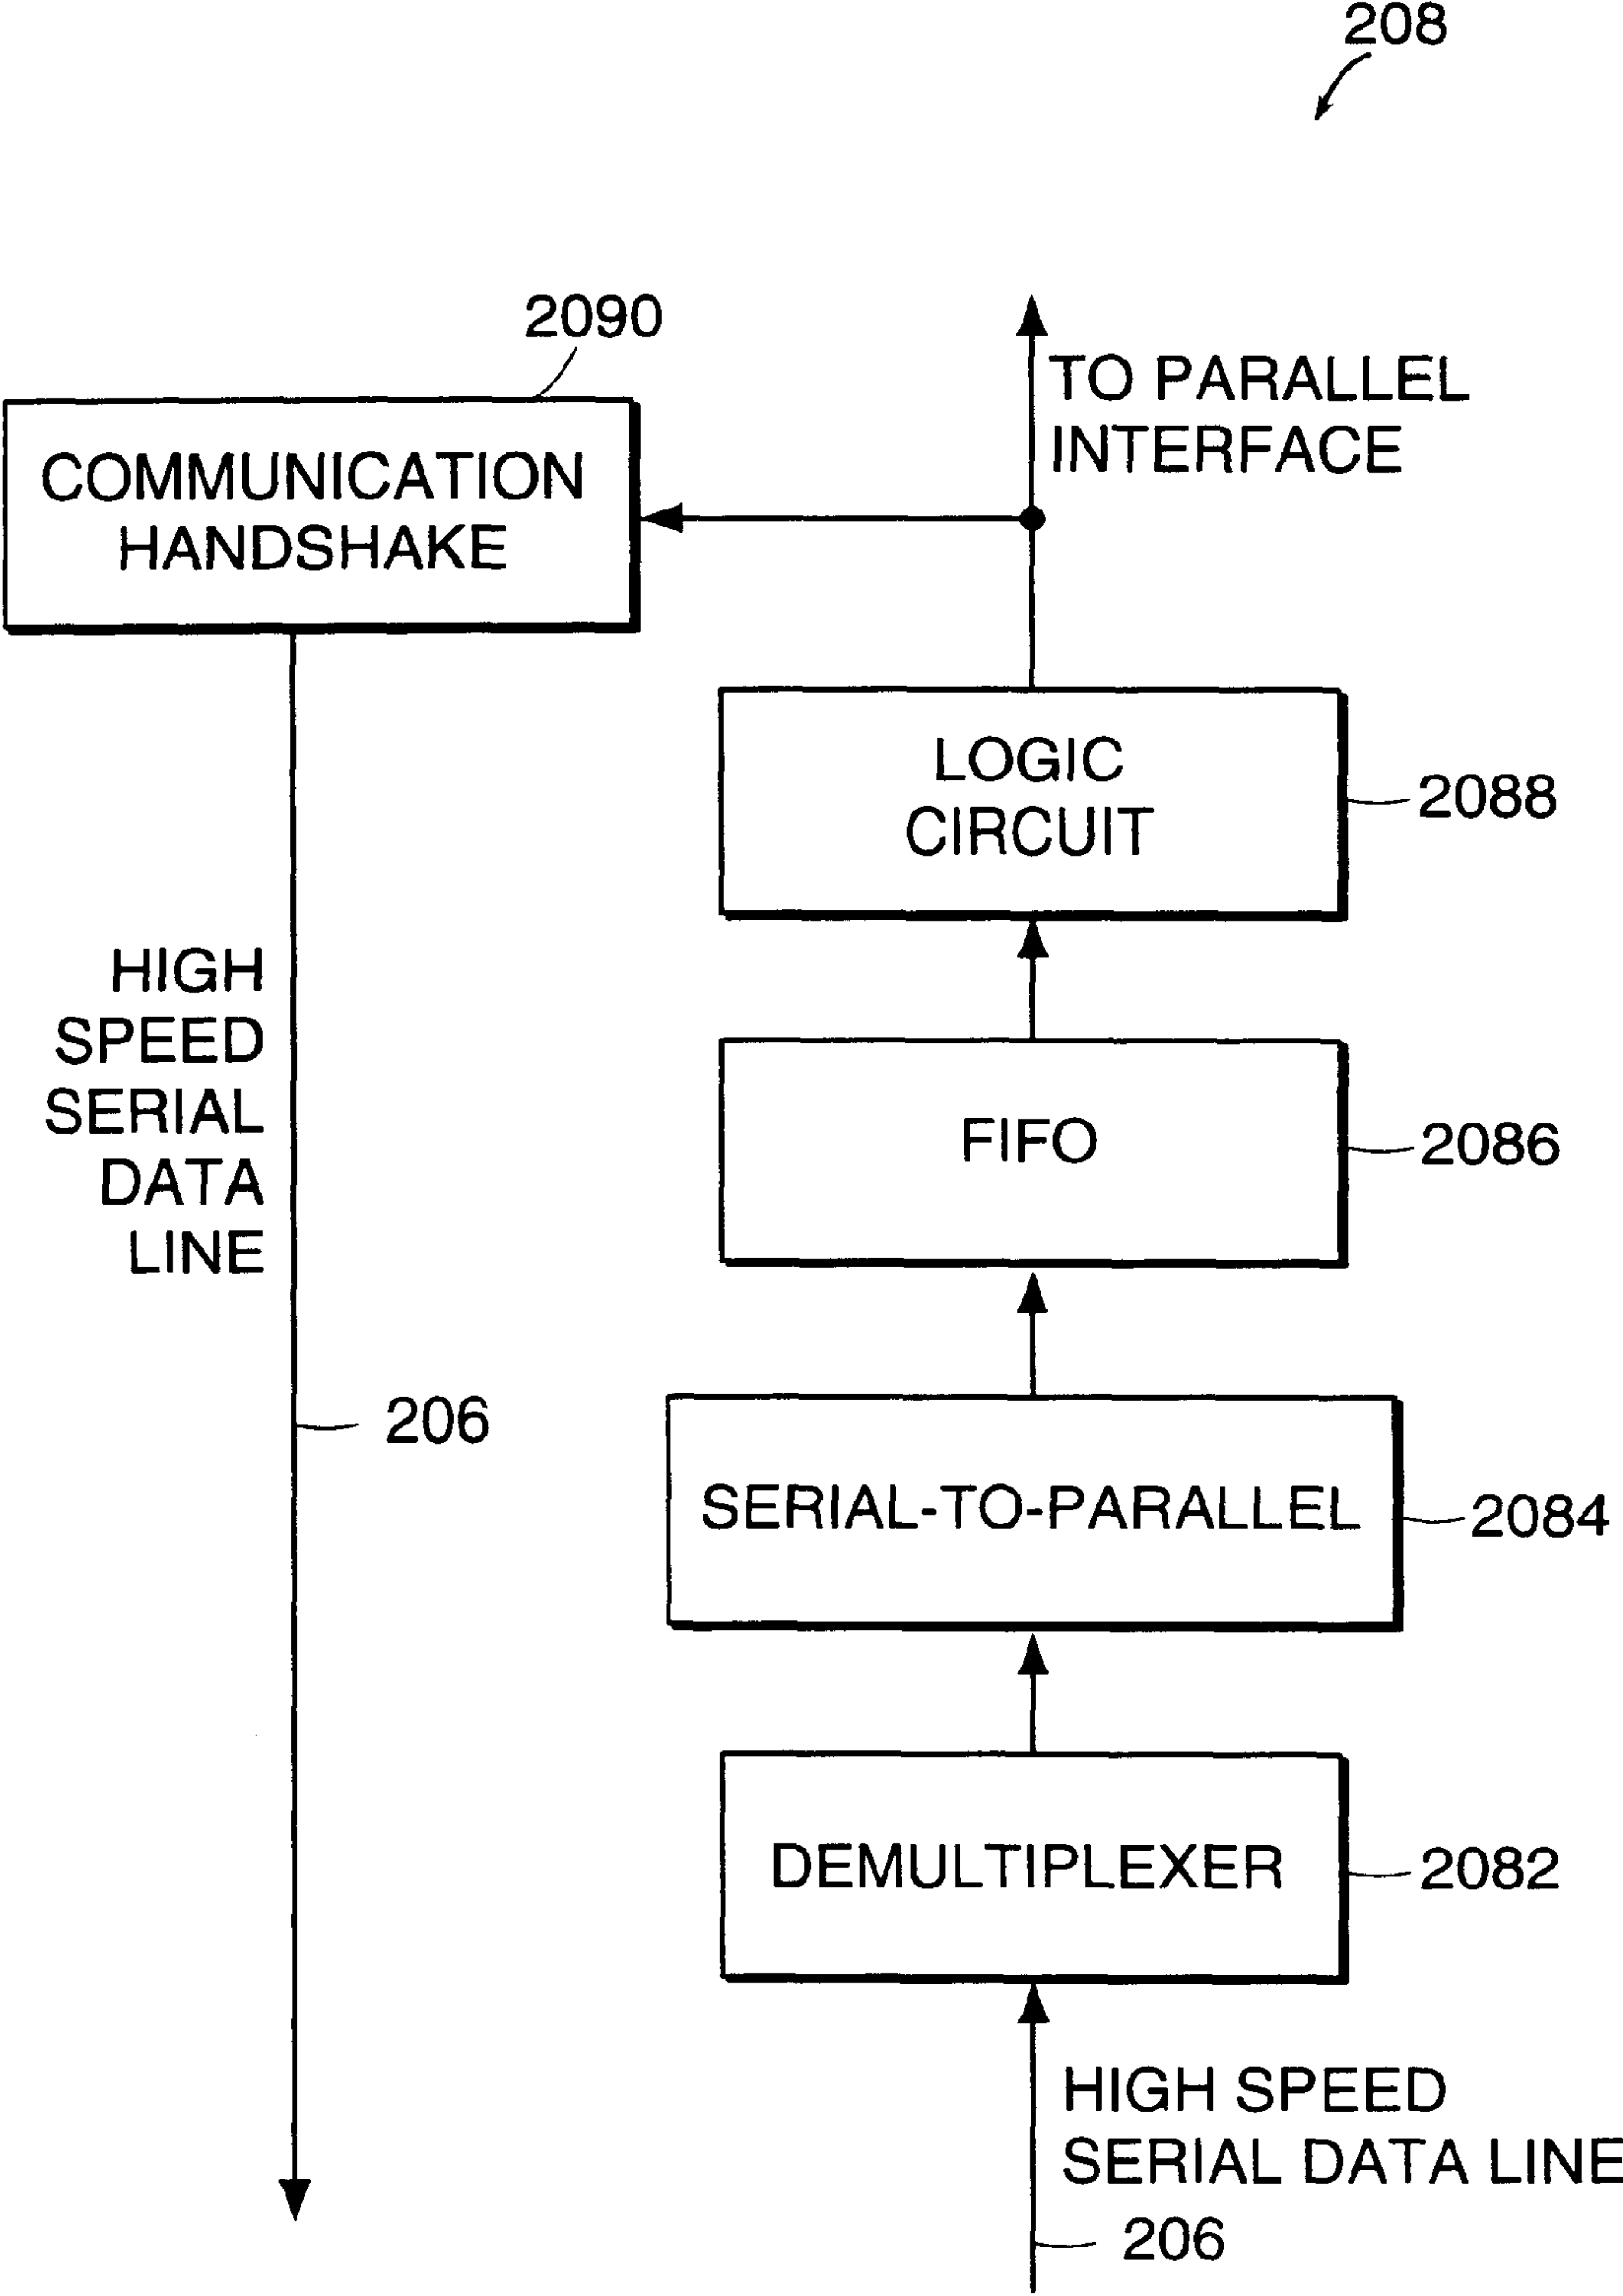 208
2090
COMMUNICATION
HANDSHAKE
TO PARALLEL
INTERFACE
LOGIC
CIRCUIT
2088
HIGH
SPEED
SERIAL
DATA
LINE
FIFO
2086
206
SERIAL-TO-PARALLEL
2084
DEMULTIPLEXER
2082
HIGH SPEED
SERIAL DATA LINE
206